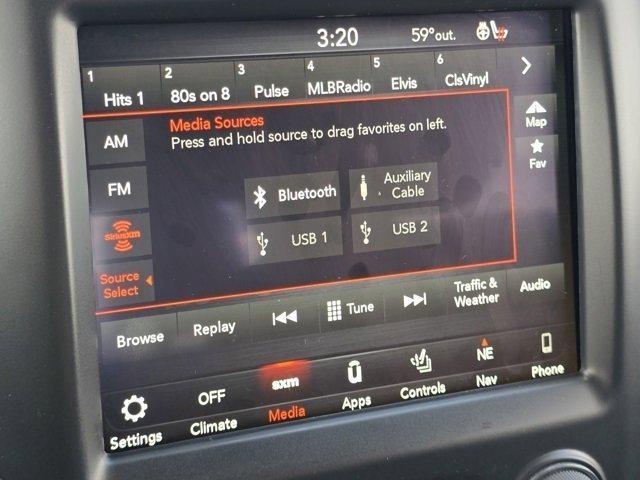 3:20 59° out.
1 Hits 1 2 80s on 8 3 Pulse 4 MLBRadio 5 Elvis 6 ClsVinyl
Media Sources
Press and hold source to drag favorites on left.
AM
FM
SiriusXM
Source
Select
Bluetooth
Auxiliary
Cable
USB 1
USB 2
Map
Fav
Browse
Replay
Tune
Traffic &
Weather
Audio
Settings
OFF
Climate
sxm
Media
Apps
Controls
NE
Nav
Phone